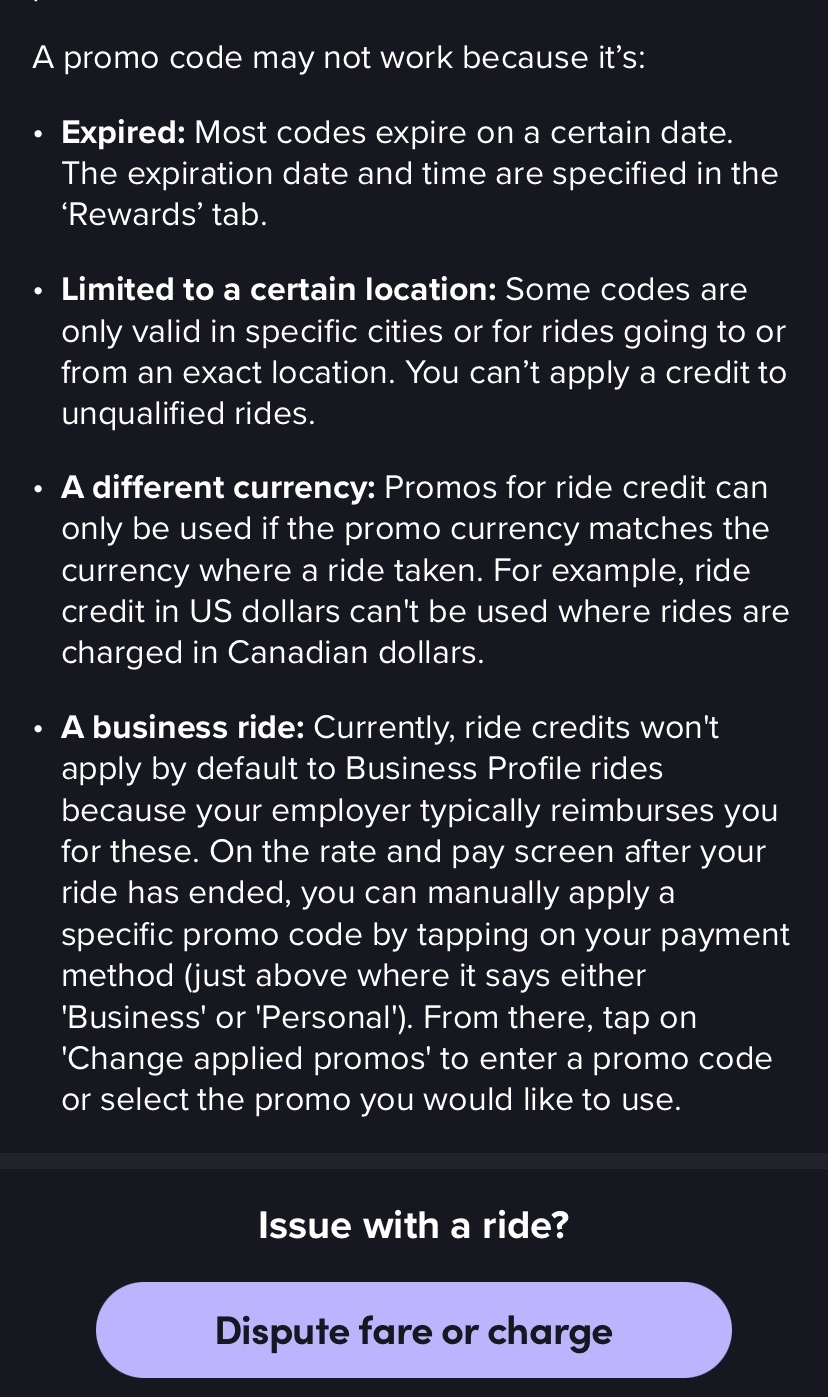 A promo code may not work because it’s:
• Expired: Most codes expire on a certain date.
The expiration date and time are specified in the
‘Rewards’ tab.
• Limited to a certain location: Some codes are
only valid in specific cities or for rides going to or
from an exact location. You can’t apply a credit to
unqualified rides.
• A different currency: Promos for ride credit can
only be used if the promo currency matches the
currency where a ride taken. For example, ride
credit in US dollars can't be used where rides are
charged in Canadian dollars.
• A business ride: Currently, ride credits won't
apply by default to Business Profile rides
because your employer typically reimburses you
for these. On the rate and pay screen after your
ride has ended, you can manually apply a
specific promo code by tapping on your payment
method (just above where it says either
'Business' or 'Personal'). From there, tap on
'Change applied promos' to enter a promo code
or select the promo you would like to use.
Issue with a ride?
Dispute fare or charge